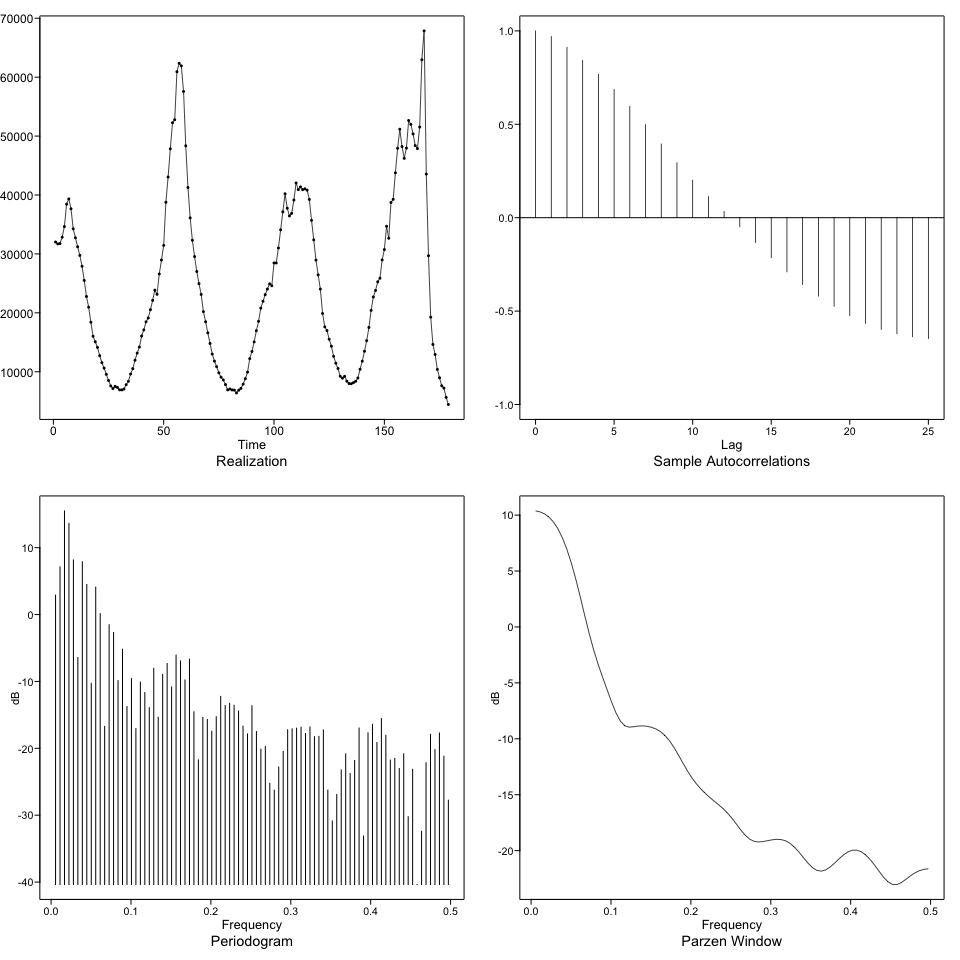 70000
60000
50000
40000
30000
20000
10000
0 50 100 150
Time
Realization
1.0
0.5
0.0
-0.5
-1.0
0 5 10 15 20 25
Lag
Sample Autocorrelations
10
0
-10
-20
-30
-40
dB
0.0 0.1 0.2 0.3 0.4 0.5
Frequency
Periodogram
10
5
0
-5
-10
-15
-20
dB
0.0 0.1 0.2 0.3 0.4 0.5
Frequency
Parzen Window